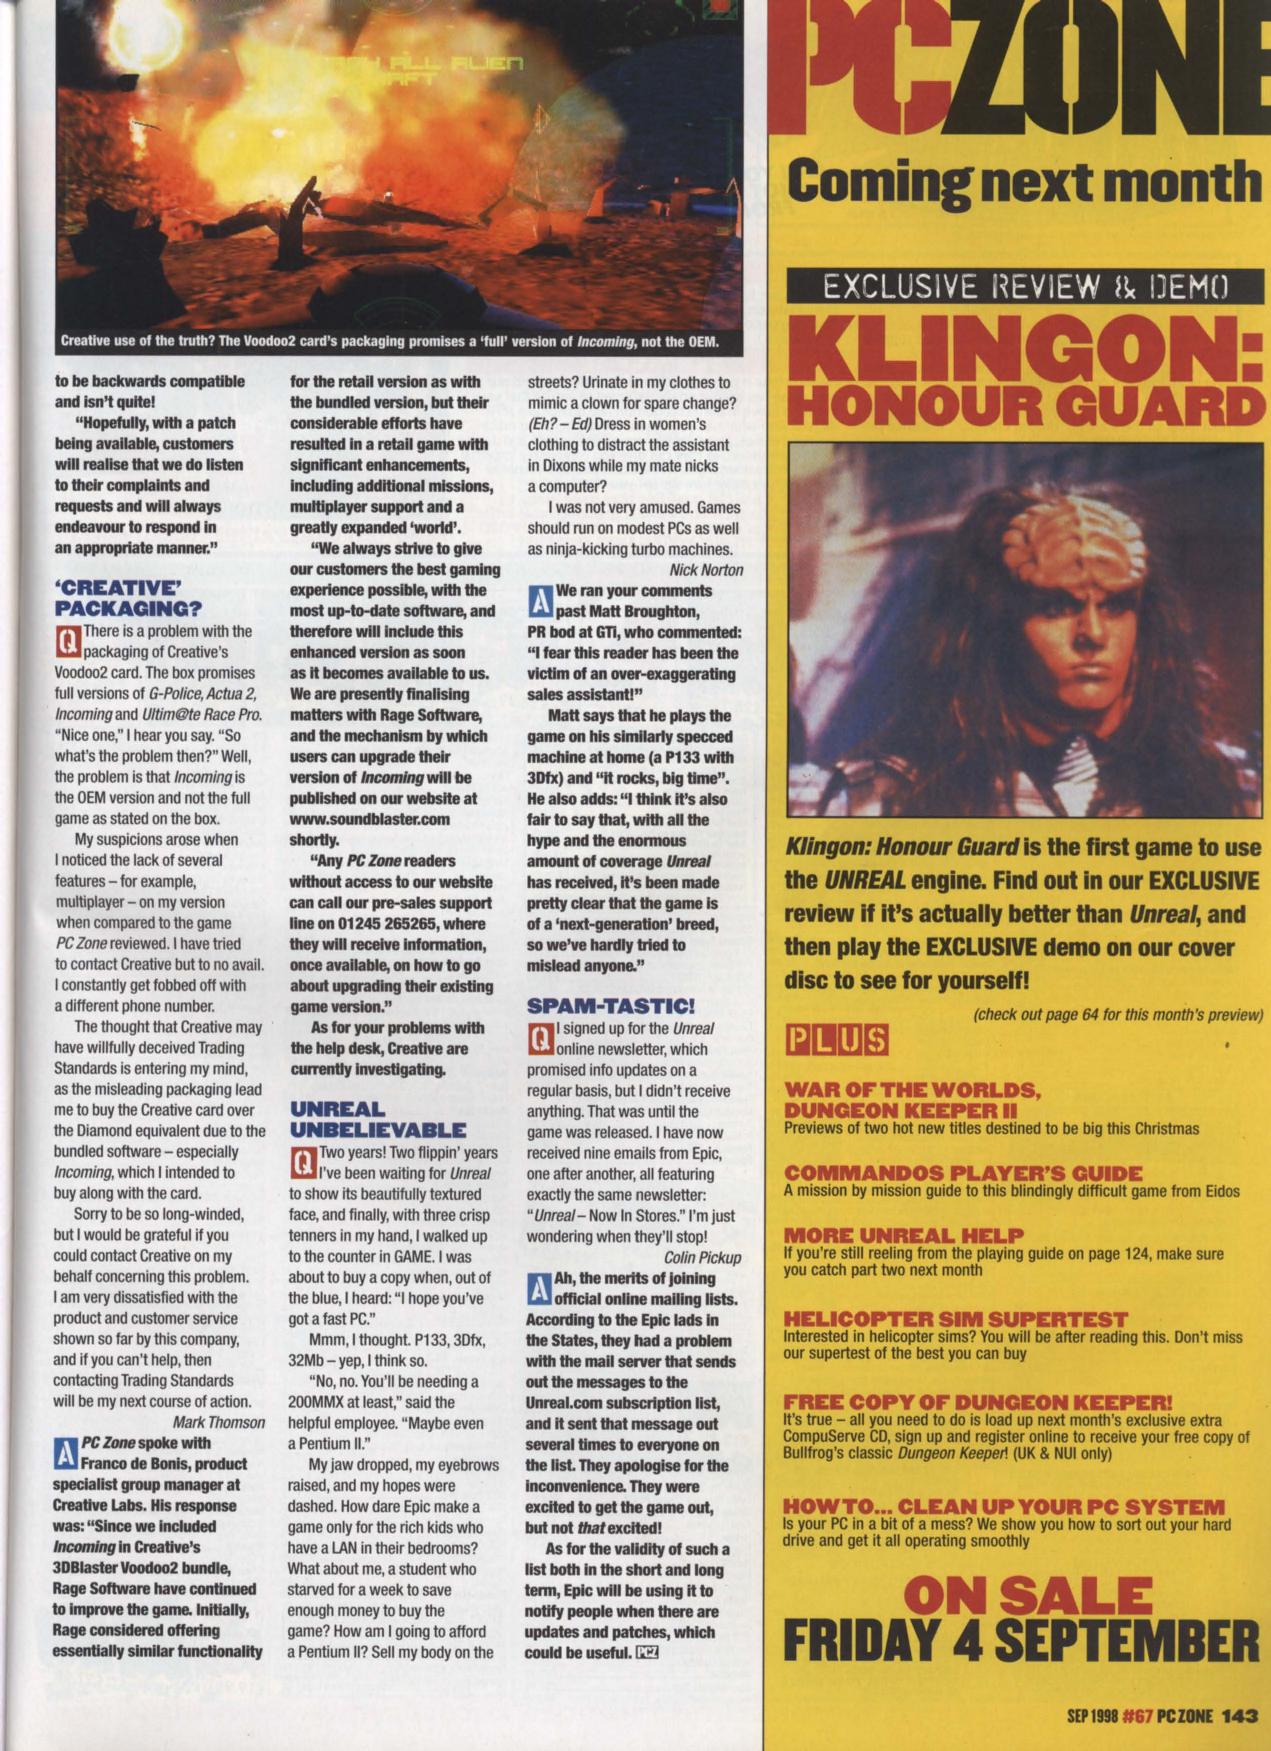 ALL ALIEN
Creative use of the truth? The Voodoo2 card's packaging promises a 'full' version of Incoming, not the OEM.
to be backwards compatible
and isn't quite!
"Hopefully, with a patch
being available, customers
will realise that we do listen
to their complaints and
requests and will always
endeavour to respond in
an appropriate manner."
'CREATIVE'
PACKAGING?
Q There is a problem with the
packaging of Creative's
Voodoo2 card. The box promises
full versions of G-Police, Actua 2,
Incoming and Ultim@te Race Pro.
"Nice one," I hear you say. "So
what's the problem then?" Well,
the problem is that Incoming is
the OEM version and not the full
game as stated on the box.
My suspicions arose when
I noticed the lack of several
features – for example,
multiplayer – on my version
when compared to the game
PC Zone reviewed. I have tried
to contact Creative but to no avail.
I constantly get fobbed off with
a different phone number.
The thought that Creative may
have willfully deceived Trading
Standards is entering my mind,
as the misleading packaging lead
me to buy the Creative card over
the Diamond equivalent due to the
bundled software – especially
Incoming, which I intended to
buy along with the card.
Sorry to be so long-winded,
but I would be grateful if you
could contact Creative on my
behalf concerning this problem.
I am very dissatisfied with the
product and customer service
shown so far by this company,
and if you can't help, then
contacting Trading Standards
will be my next course of action.
Mark Thomson
A PC Zone spoke with
Franco de Bonis, product
specialist group manager at
Creative Labs. His response
was: "Since we included
Incoming in Creative's
3DBlaster Voodoo2 bundle,
Rage Software have continued
to improve the game. Initially,
Rage considered offering
essentially similar functionality
for the retail version as with
the bundled version, but their
considerable efforts have
resulted in a retail game with
significant enhancements,
including additional missions,
multiplayer support and a
greatly expanded 'world'.
"We always strive to give
our customers the best gaming
experience possible, with the
most up-to-date software, and
therefore will include this
enhanced version as soon
as it becomes available to us.
We are presently finalising
matters with Rage Software,
and the mechanism by which
users can upgrade their
version of Incoming will be
published on our website at
www.soundblaster.com
shortly.
"Any PC Zone readers
without access to our website
can call our pre-sales support
line on 01245 265265, where
they will receive information,
once available, on how to go
about upgrading their existing
game version."
As for your problems with
the help desk, Creative are
currently investigating.
UNREAL
UNBELIEVABLE
Q Two years! Two flippin' years
I've been waiting for Unreal
to show its beautifully textured
face, and finally, with three crisp
tenners in my hand, I walked up
to the counter in GAME. I was
about to buy a copy when, out of
the blue, I heard: "I hope you've
got a fast PC."
Mmm, I thought. P133, 3Dfx,
32Mb – yep, I think so.
"No, no. You'll be needing a
200MMX at least," said the
helpful employee. "Maybe even
a Pentium II."
My jaw dropped, my eyebrows
raised, and my hopes were
dashed. How dare Epic make a
game only for the rich kids who
have a LAN in their bedrooms?
What about me, a student who
starved for a week to save
enough money to buy the
game? How am I going to afford
a Pentium II? Sell my body on the
streets? Urinate in my clothes to
mimic a clown for spare change?
(Eh? – Ed) Dress in women's
clothing to distract the assistant
in Dixons while my mate nicks
a computer?
I was not very amused. Games
should run on modest PCs as well
as ninja-kicking turbo machines.
Nick Norton
A We ran your comments
past Matt Broughton,
PR bod at GTi, who commented:
"I fear this reader has been the
victim of an over-exaggerating
sales assistant!"
Matt says that he plays the
game on his similarly specced
machine at home (a P133 with
3Dfx) and "it rocks, big time".
He also adds: "I think it's also
fair to say that, with all the
hype and the enormous
amount of coverage Unreal
has received, it's been made
pretty clear that the game is
of a 'next-generation' breed,
so we've hardly tried to
mislead anyone."
SPAM-TASTIC!
Q I signed up for the Unreal
online newsletter, which
promised info updates on a
regular basis, but I didn't receive
anything. That was until the
game was released. I have now
received nine emails from Epic,
one after another, all featuring
exactly the same newsletter:
"Unreal – Now In Stores." I'm just
wondering when they'll stop!
Colin Pickup
A Ah, the merits of joining
official online mailing lists.
According to the Epic lads in
the States, they had a problem
with the mail server that sends
out the messages to the
Unreal.com subscription list,
and it sent that message out
several times to everyone on
the list. They apologise for the
inconvenience. They were
excited to get the game out,
but not that excited!
As for the validity of such a
list both in the short and long
term, Epic will be using it to
notify people when there are
updates and patches, which
could be useful. PCZ
PCZONE
Coming next month
EXCLUSIVE REVIEW & DEMO
KLINGON:
HONOUR GUARD
Klingon: Honour Guard is the first game to use
the UNREAL engine. Find out in our EXCLUSIVE
review if it's actually better than Unreal, and
then play the EXCLUSIVE demo on our cover
disc to see for yourself!
(check out page 64 for this month's preview)
PLUS
WAR OF THE WORLDS,
DUNGEON KEEPER II
Previews of two hot new titles destined to be big this Christmas
COMMANDOS PLAYER'S GUIDE
A mission by mission guide to this blindingly difficult game from Eidos
MORE UNREAL HELP
If you're still reeling from the playing guide on page 124, make sure
you catch part two next month
HELICOPTER SIM SUPERTEST
Interested in helicopter sims? You will be after reading this. Don't miss
our supertest of the best you can buy
FREE COPY OF DUNGEON KEEPER!
It's true – all you need to do is load up next month's exclusive extra
CompuServe CD, sign up and register online to receive your free copy of
Bullfrog's classic Dungeon Keeper! (UK & NUI only)
HOW TO... CLEAN UP YOUR PC SYSTEM
Is your PC in a bit of a mess? We show you how to sort out your hard
drive and get it all operating smoothly
ON SALE
FRIDAY 4 SEPTEMBER
SEP 1998 #67 PC ZONE 143